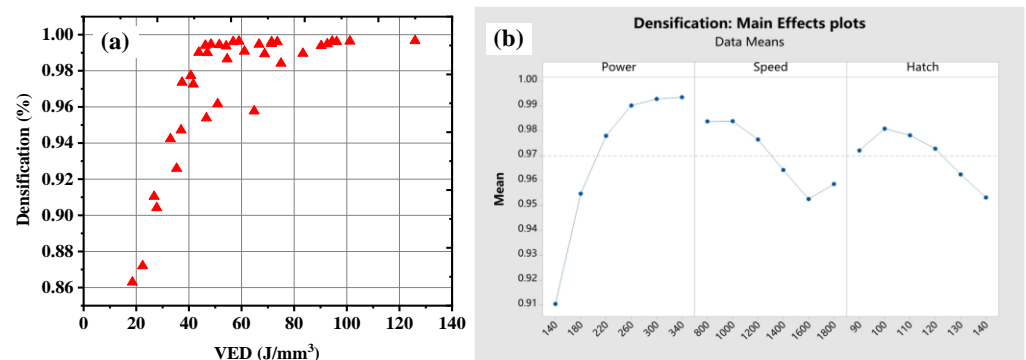 (a)
Densification (%)
1.00
0.98
0.96
0.94
0.92
0.90
0.88
0.86
0 20 40 60 80 100 120 140
VED (J/mm³)
(b)
Densification: Main Effects plots
Data Means
Power Speed Hatch
Mean
1.00
0.99
0.98
0.97
0.96
0.95
0.94
0.93
0.92
0.91
140 180 220 260 300 340 800 1000 1200 1400 1600 1800 90 100 110 120 130 140